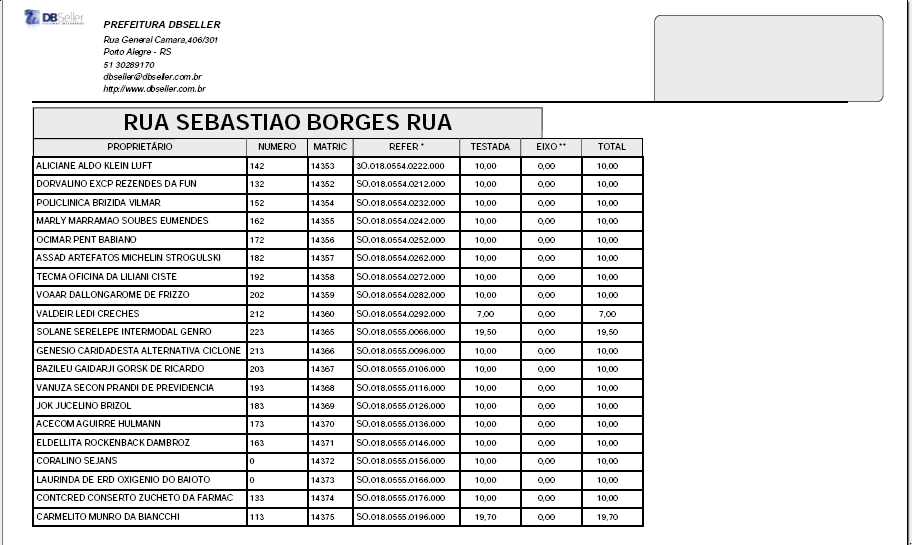 DBSeller
PREFEITURA DBSELLER
Rua General Camara,406/301
Porto Alegre - RS
51 30289170
dbseller@dbseller.com.br
http://www.dbseller.com.br
RUA SEBASTIAO BORGES RUA
PROPRIETÁRIO NUMERO MATRIC REFER * TESTADA EIXO ** TOTAL
ALICIANE ALDO KLEIN LUFT 142 14353 3O.018.0554.0222.000 10,00 0,00 10,00
DORVALINO EXCP REZENDES DA FUN 132 14352 SO.018.0554.0212.000 10,00 0,00 10,00
POLICLINICA BRIZIDA VILMAR 152 14354 SO.018.0554.0232.000 10,00 0,00 10,00
MARLY MARRAMAO SOUBES EUMENDES 162 14355 SO.018.0554.0242.000 10,00 0,00 10,00
OCIMAR PENT BABIANO 172 14356 SO.018.0554.0252.000 10,00 0,00 10,00
ASSAD ARTEFATOS MICHELIN STROGULSKI 182 14357 SO.018.0554.0262.000 10,00 0,00 10,00
TECMA OFICINA DA LILIANI CISTE 192 14358 SO.018.0554.0272.000 10,00 0,00 10,00
VOAAR DALLONGAROME DE FRIZZO 202 14359 SO.018.0554.0282.000 10,00 0,00 10,00
VALDEIR LEDI CRECHES 212 14360 SO.018.0554.0292.000 7,00 0,00 7,00
SOLANE SERELEPE INTERMODAL GENRO 223 14365 SO.018.0555.0066.000 19,50 0,00 19,50
GENESIO CARIDADESTA ALTERNATIVA CICLONE 213 14366 SO.018.0555.0096.000 10,00 0,00 10,00
BAZILEU GAIDARJI GORSK DE RICARDO 203 14367 SO.018.0555.0106.000 10,00 0,00 10,00
VANUZA SECON PRANDI DE PREVIDENCIA 193 14368 SO.018.0555.0116.000 10,00 0,00 10,00
JOK JUCELINO BRIZOL 183 14369 SO.018.0555.0126.000 10,00 0,00 10,00
ACECOM AGUIRRE HULMANN 173 14370 SO.018.0555.0136.000 10,00 0,00 10,00
ELDELLITA ROCKENBACK DAMBROZ 163 14371 SO.018.0555.0146.000 10,00 0,00 10,00
CORALINO SEJANS 0 14372 SO.018.0555.0156.000 10,00 0,00 10,00
LAURINDA DE ERD OXIGENIO DO BAIOTO 0 14373 SO.018.0555.0166.000 10,00 0,00 10,00
CONTCRED CONSERTO ZUCHETO DA FARMAC 133 14374 SO.018.0555.0176.000 10,00 0,00 10,00
CARMELITO MUNRO DA BIANCCHI 113 14375 SO.018.0555.0196.000 19,70 0,00 19,70